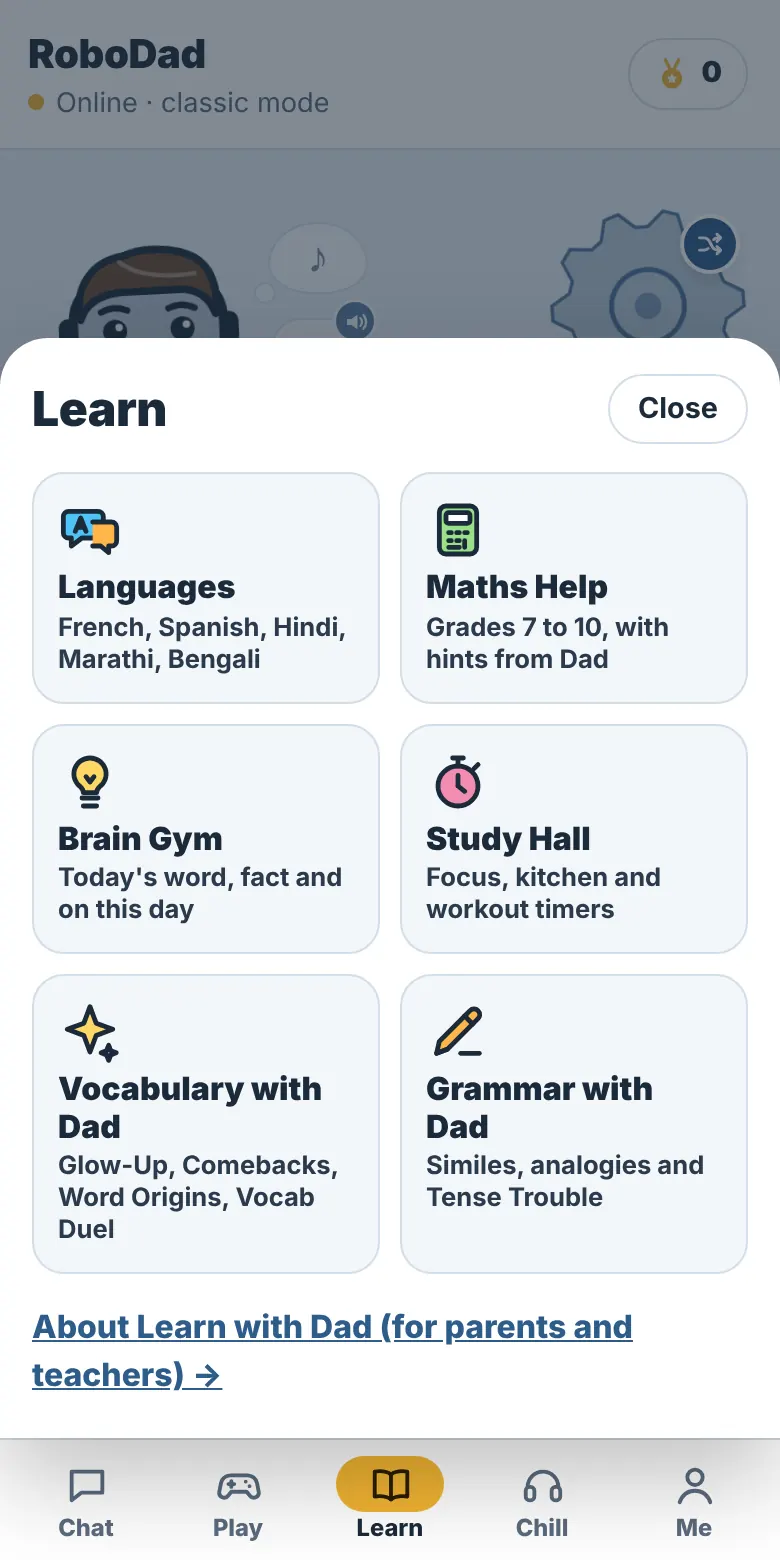 RoboDad
Online · classic mode
0
♪
Learn
Close
A
Languages
French, Spanish, Hindi,
Marathi, Bengali
Maths Help
Grades 7 to 10, with
hints from Dad
Brain Gym
Today's word, fact and
on this day
Study Hall
Focus, kitchen and
workout timers
Vocabulary with
Dad
Glow-Up, Comebacks,
Word Origins, Vocab
Duel
Grammar with
Dad
Similes, analogies and
Tense Trouble
About Learn with Dad (for parents and
teachers) →
Chat
Play
Learn
Chill
Me